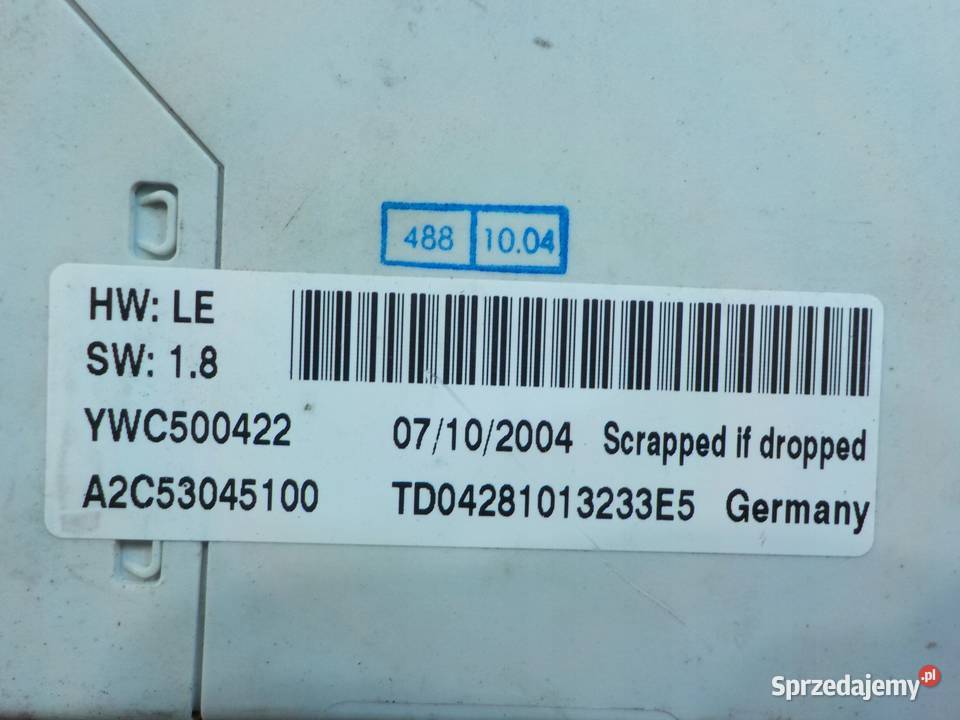 488 10.04
HW: LE
SW: 1.8
YWC500422 07/10/2004 Scrapped if dropped
A2C53045100 TD04281013233E5 Germany
Sprzedajemy.pl